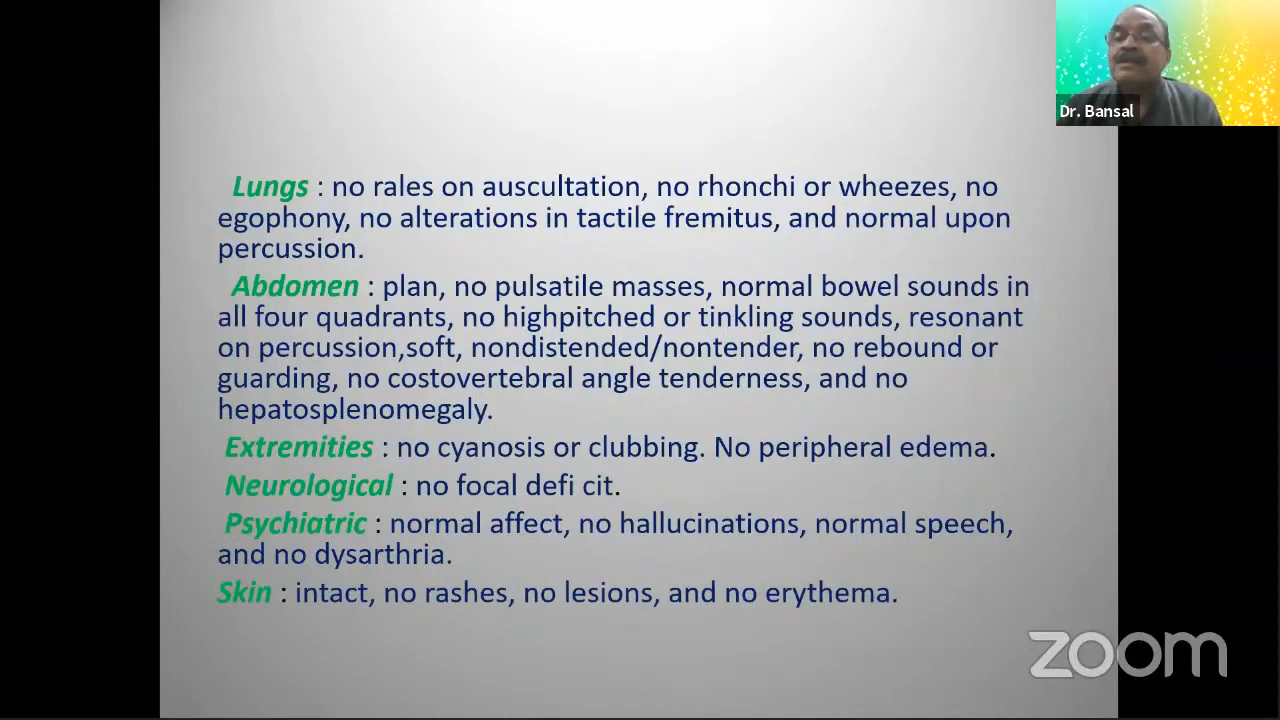 Dr. Bansal
Lungs : no rales on auscultation, no rhonchi or wheezes, no
egophony, no alterations in tactile fremitus, and normal upon
percussion.
Abdomen : plan, no pulsatile masses, normal bowel sounds in
all four quadrants, no highpitched or tinkling sounds, resonant
on percussion,soft, nondistended/nontender, no rebound or
guarding, no costovertebral angle tenderness, and no
hepatosplenomegaly.
Extremities : no cyanosis or clubbing. No peripheral edema.
Neurological : no focal defi cit.
Psychiatric : normal affect, no hallucinations, normal speech,
and no dysarthria.
Skin : intact, no rashes, no lesions, and no erythema.
zoom